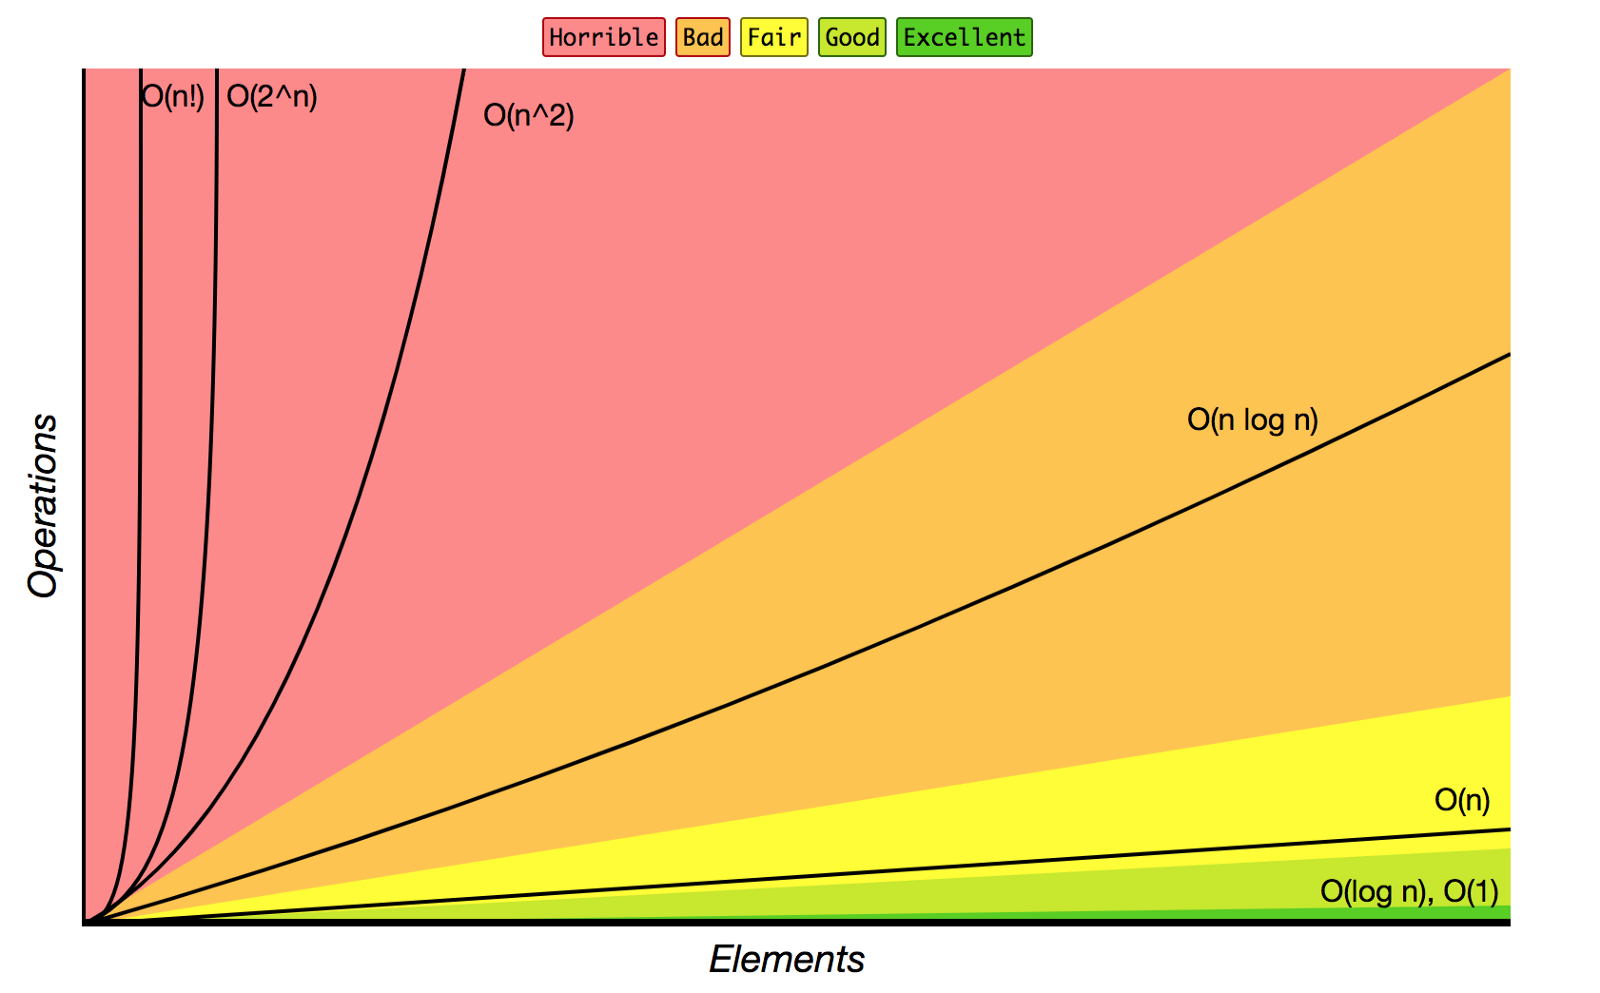 Horrible Bad Fair Good Excellent
O(n!) O(2^n)
O(n^2)
O(n log n)
Operations
O(n)
O(log n), O(1)
Elements